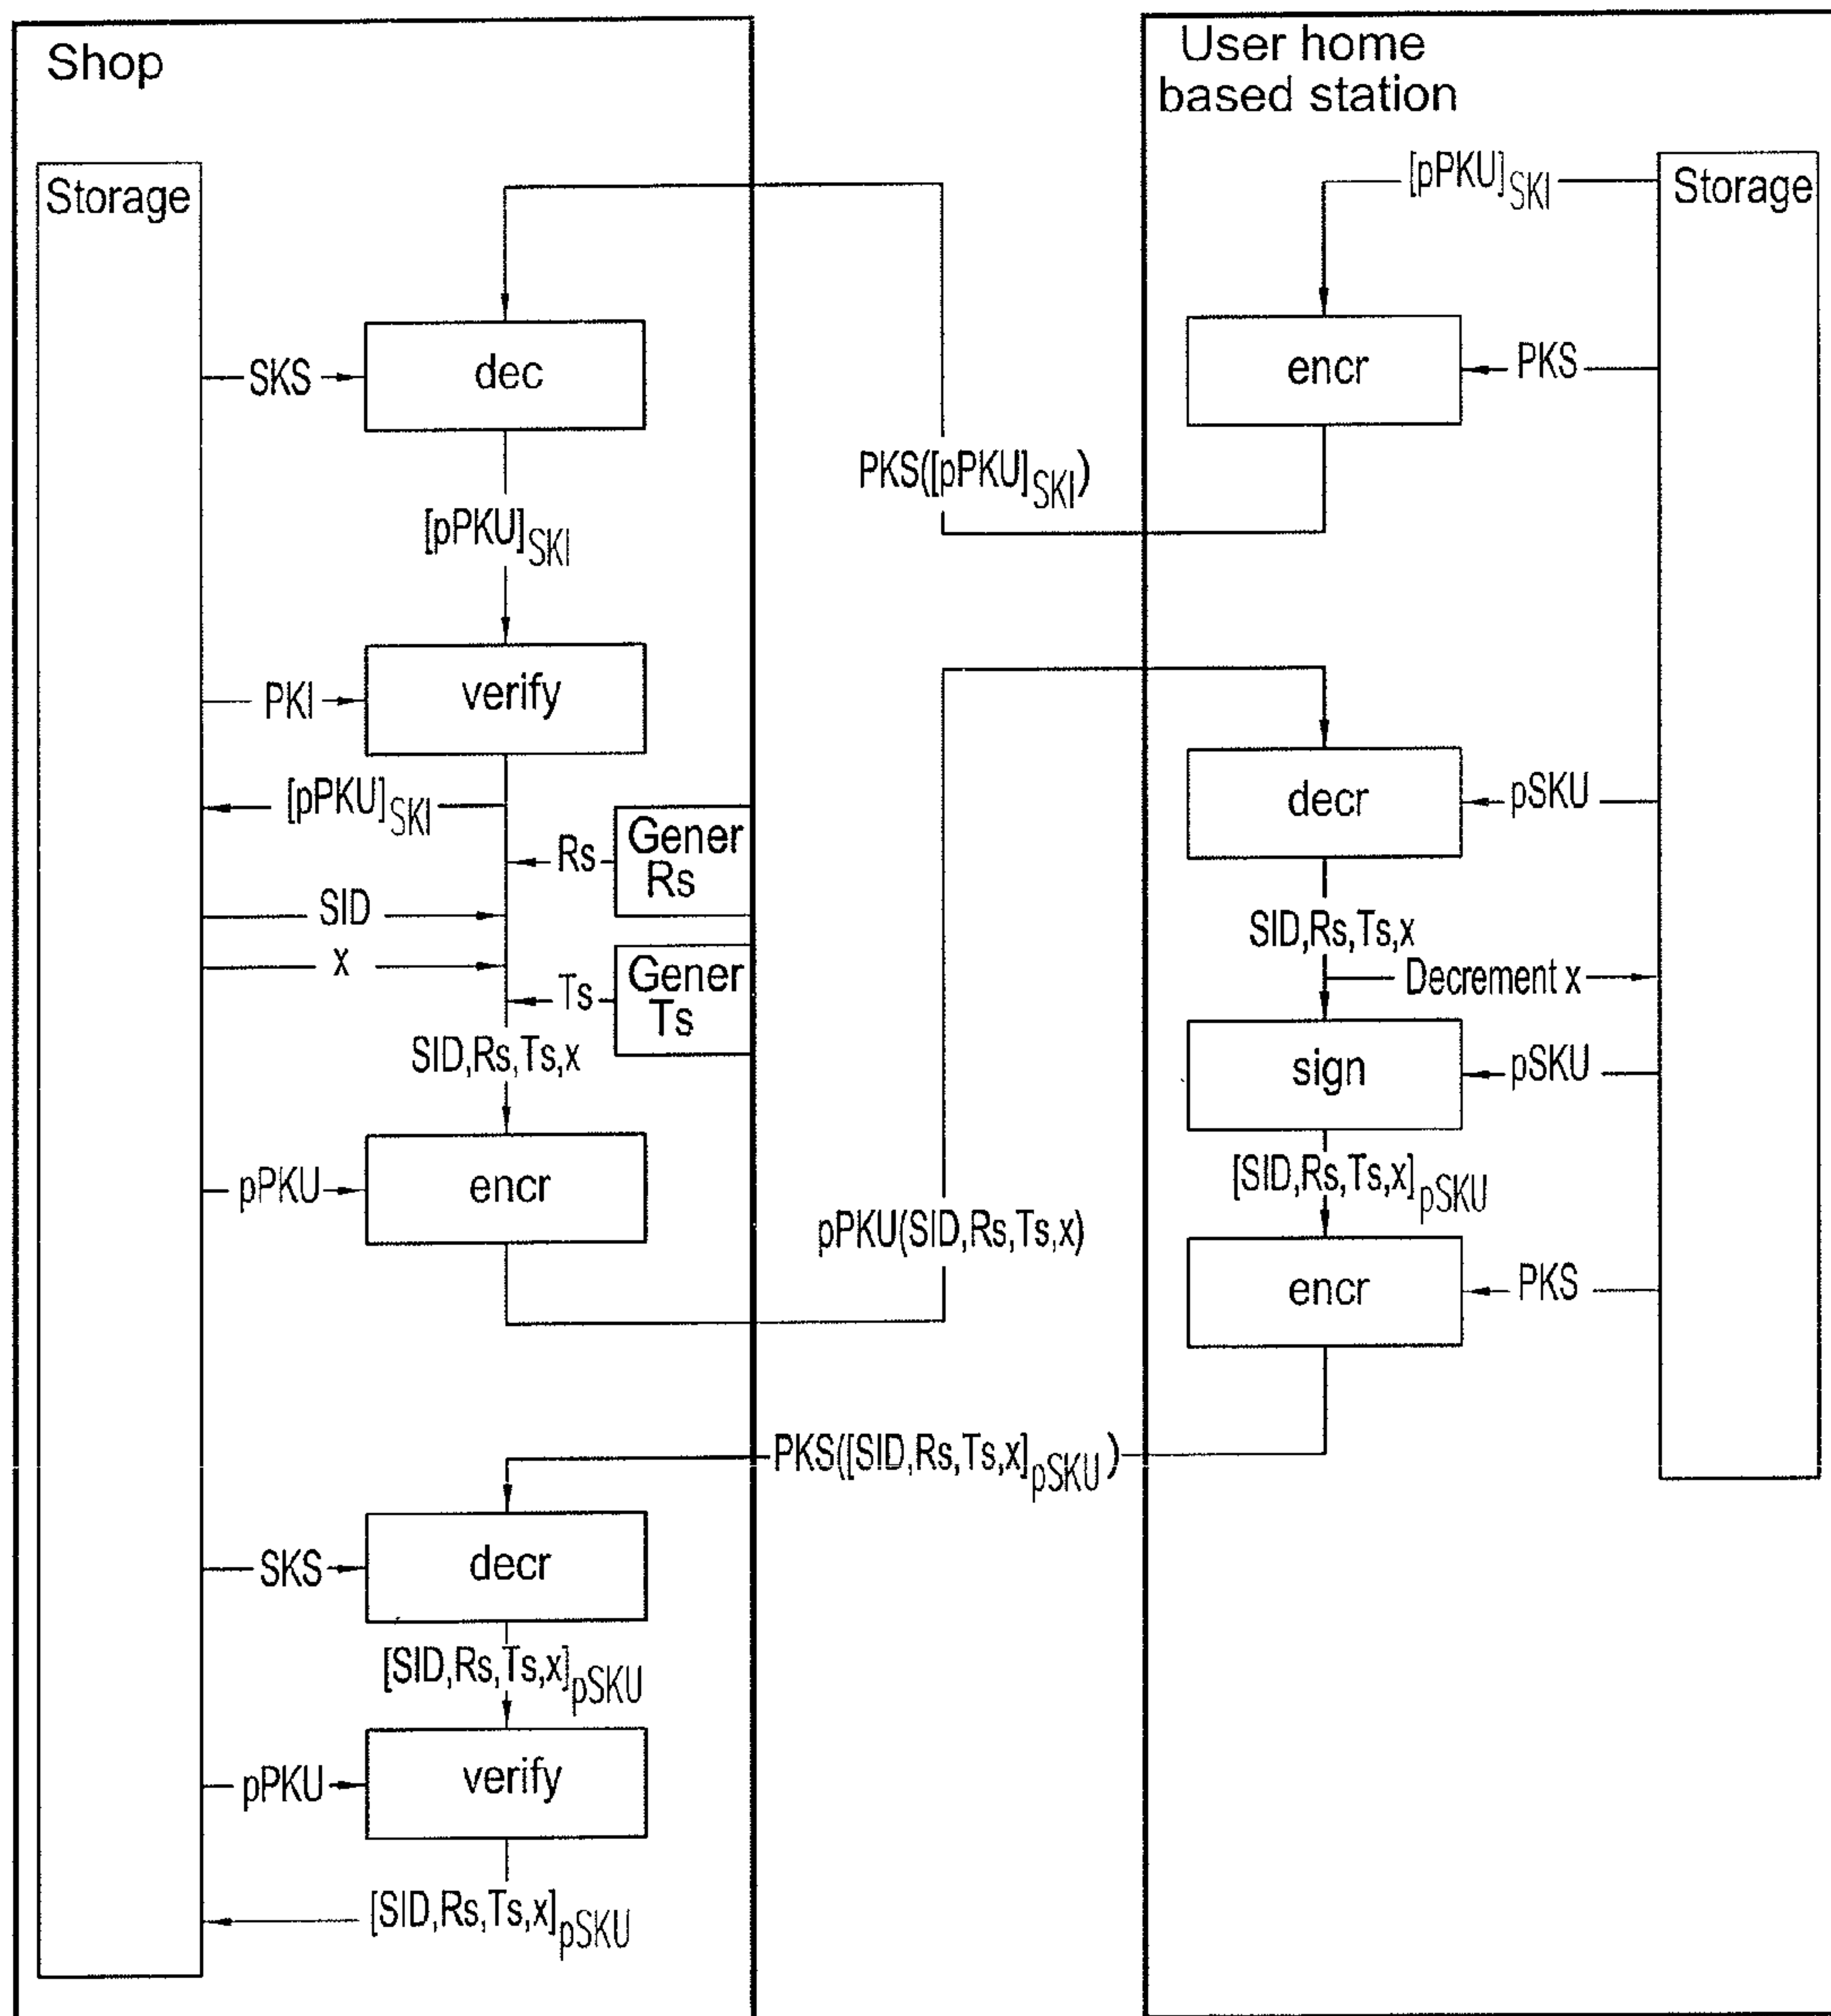 Shop
Storage
dec
SKS
[pPKU]SKI
verify
PKI
[pPKU]SKI
Rs
Gener
Rs
SID
x
Ts
Gener
Ts
SID,Rs,Ts,x
encr
pPKU
decr
SKS
[SID,Rs,Ts,x]pSKU
verify
pPKU
[SID,Rs,Ts,x]pSKU
PKS([pPKU]SKI)
pPKU(SID,Rs,Ts,x)
PKS([SID,Rs,Ts,x]pSKU)
User home
based station
[pPKU]SKI
Storage
encr
PKS
decr
pSKU
SID,Rs,Ts,x
Decrement x
sign
pSKU
[SID,Rs,Ts,x]pSKU
encr
PKS